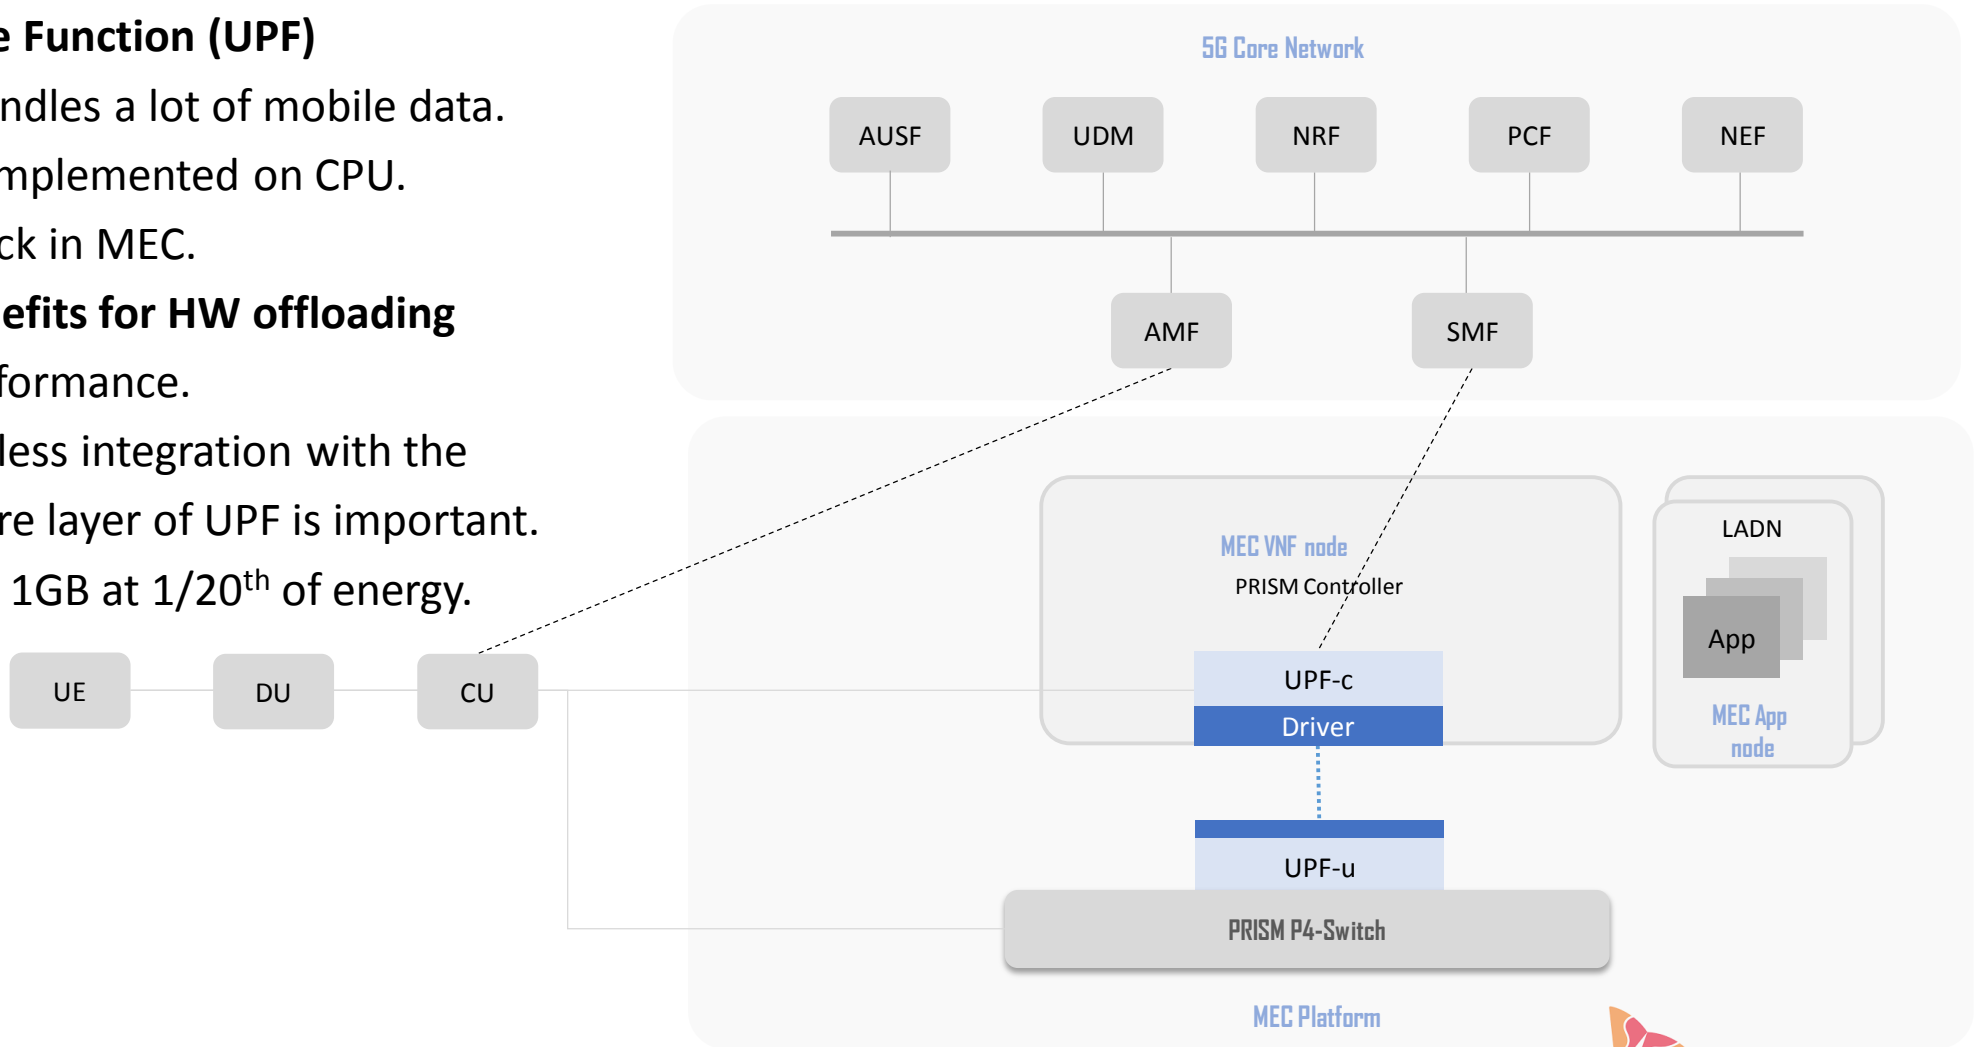 e Function (UPF)
ndles a lot of mobile data.
mplemented on CPU.
ck in MEC.
efits for HW offloading
formance.
less integration with the
re layer of UPF is important.
1GB at 1/20th of energy.
5G Core Network
AUSF
UDM
NRF
PCF
NEF
AMF
SMF
MEC VNF node
PRISM Controller
LADN
App
MEC App
node
UE
DU
CU
UPF-c
Driver
UPF-u
PRISM P4-Switch
MEC Platform